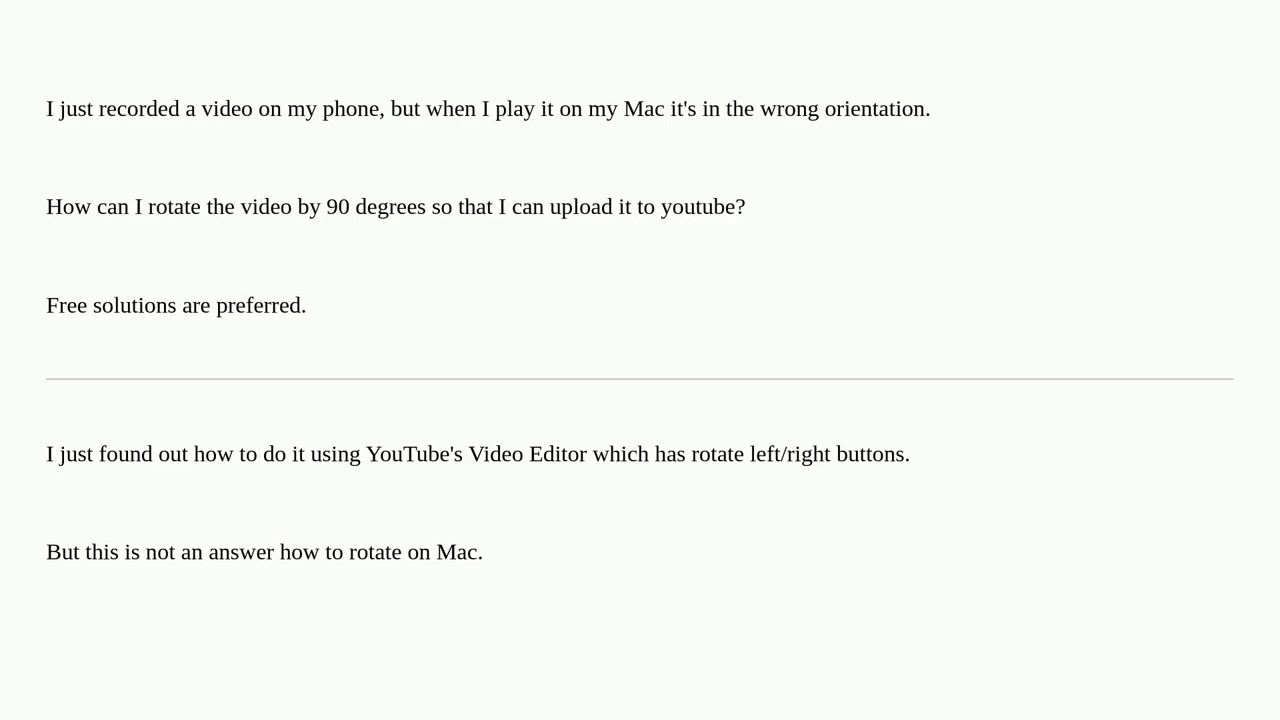 I just recorded a video on my phone, but when I play it on my Mac it's in the wrong orientation.
How can I rotate the video by 90 degrees so that I can upload it to youtube?
Free solutions are preferred.
I just found out how to do it using YouTube's Video Editor which has rotate left/right buttons.
But this is not an answer how to rotate on Mac.